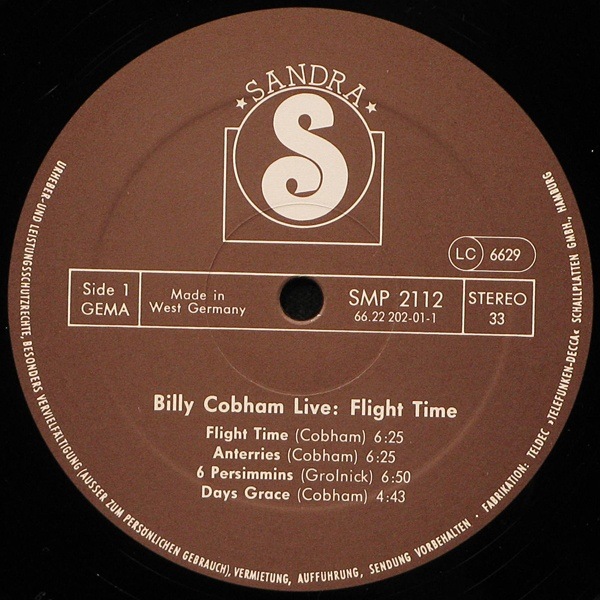 ★SANDRA★
S
LC 6629
Side 1
GEMA
Made in
West Germany
SMP 2112
66.22 202-01-1
STEREO
33
Billy Cobham Live: Flight Time
Flight Time (Cobham) 6:25
Anterries (Cobham) 6:25
6 Persimmins (Grolnick) 6:50
Days Grace (Cobham) 4:43
URHEBER- UND LEISTUNGSSCHUTZRECHTE, BESONDERS VERVIELFÄLTIGUNG (AUSSER ZUM PERSÖNLICHEN GEBRAUCH), VERMIETUNG, AUFFUHRUNG, SENDUNG VORBEHALTEN · FABRIKATION: TELDEC »TELEFUNKEN-DECCA« SCHALLPLATTEN GMBH., HAMBURG